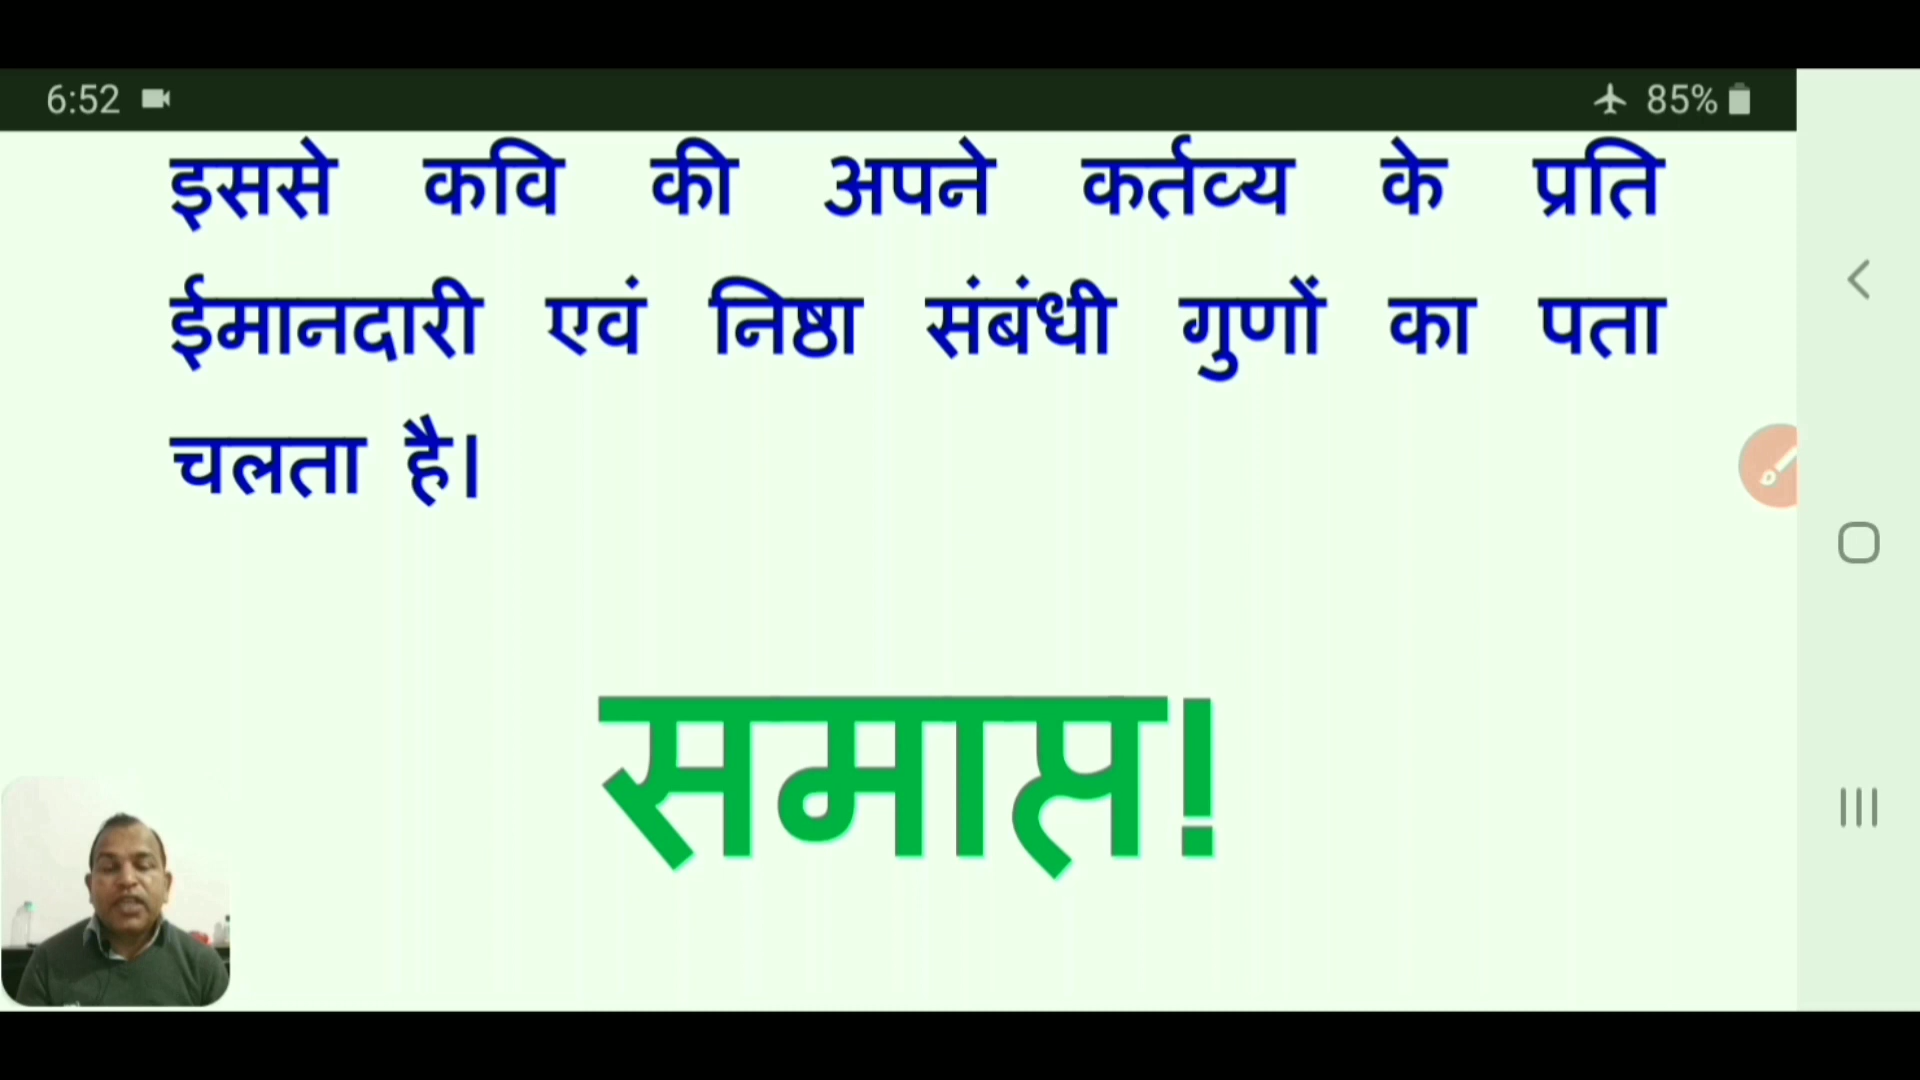 6:52
85%
इससे कवि की अपने कर्तव्य के प्रति
ईमानदारी एवं निष्ठा संबंधी गुणों का पता
चलता है।
समाप्त!